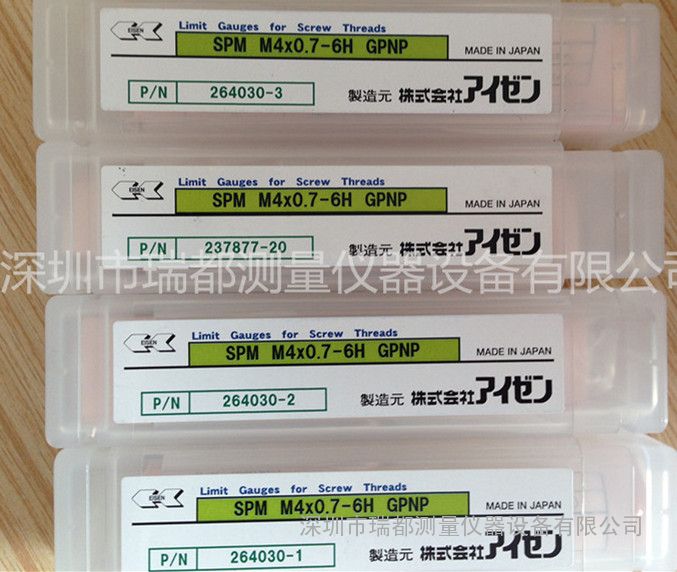 EISEN
Limit Gauges for Screw Threads
SPM M4x0.7-6H GPNP
MADE IN JAPAN
P/N 264030-3
製造元 株式会社アイゼン
EISEN
Limit Gauges for Screw Threads
SPM M4x0.7-6H GPNP
MADE IN JAPAN
P/N 237877-20
製造元 株式会社アイゼン
深圳市瑞都测量仪器设备有限公司
EISEN
Limit Gauges for Screw Threads
SPM M4x0.7-6H GPNP
MADE IN JAPAN
P/N 264030-2
製造元 株式会社アイゼン
EISEN
Limit Gauges for Screw Threads
SPM M4x0.7-6H GPNP
MADE IN JAPAN
深圳市瑞都测量仪器设备有限公司
P/N 264030-1
製造元 株式会社アイゼン